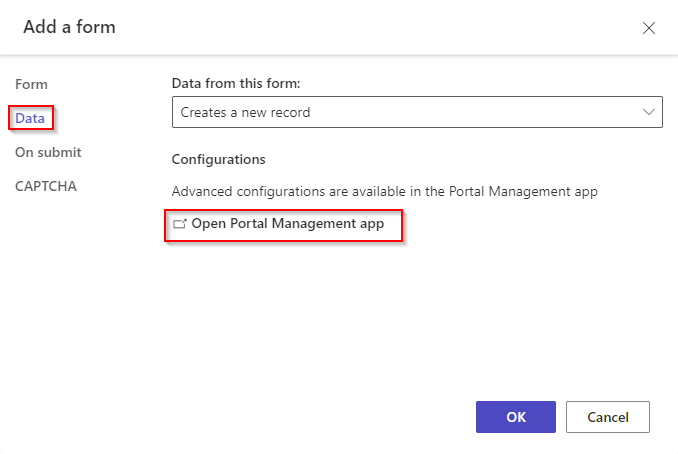 Add a form
Form
Data from this form:
Data
Creates a new record
On submit
Configurations
CAPTCHA
Advanced configurations are available in the Portal Management app
Open Portal Management app
OK
Cancel